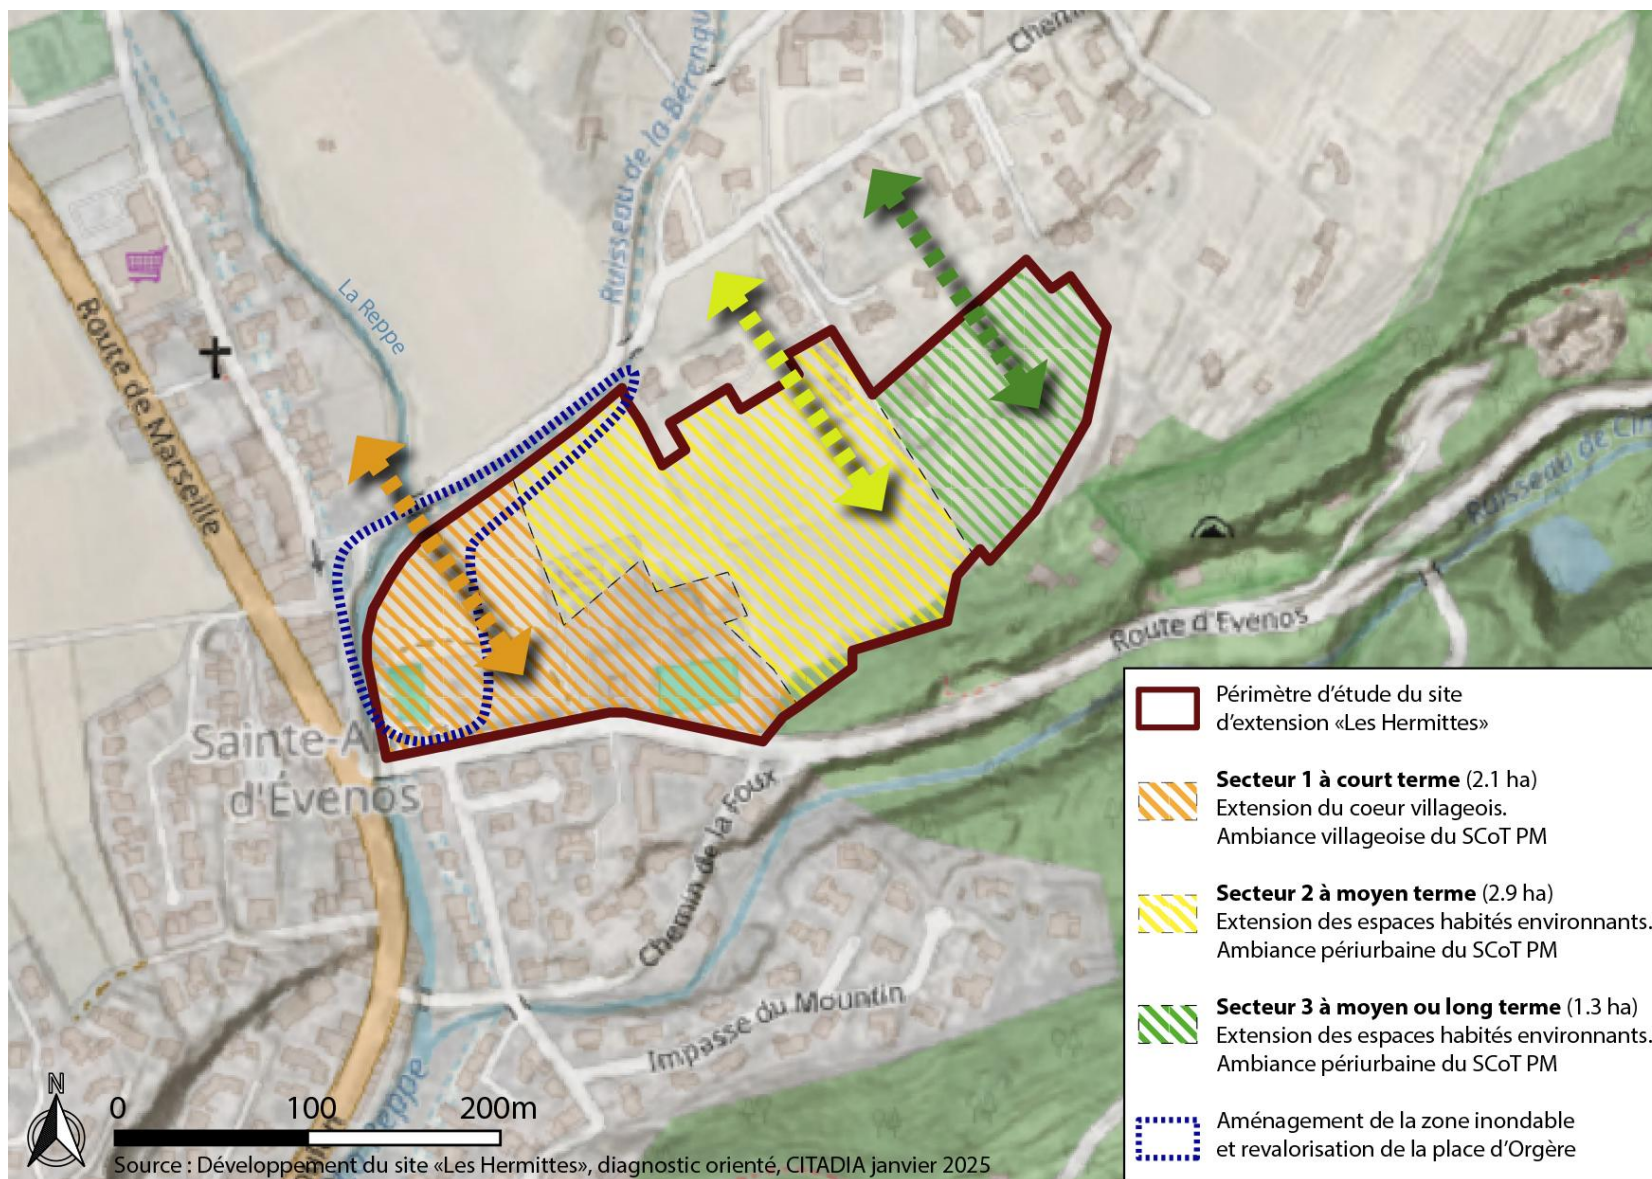 Chem
Ruisseau de la Béreng
La Reppe
Route de Marseille
Ruisseau de Cim
Route d'Evenos
Sainte-A
d'Évenos
Chemin de la Foux
Impasse du Mountin
eppe
N
0 100 200m
Source : Développement du site «Les Hermittes», diagnostic orienté, CITADIA janvier 2025
Périmètre d'étude du site
d'extension «Les Hermittes»
Secteur 1 à court terme (2.1 ha)
Extension du coeur villageois.
Ambiance villageoise du SCoT PM
Secteur 2 à moyen terme (2.9 ha)
Extension des espaces habités environnants.
Ambiance périurbaine du SCoT PM
Secteur 3 à moyen ou long terme (1.3 ha)
Extension des espaces habités environnants.
Ambiance périurbaine du SCoT PM
Aménagement de la zone inondable
et revalorisation de la place d'Orgère